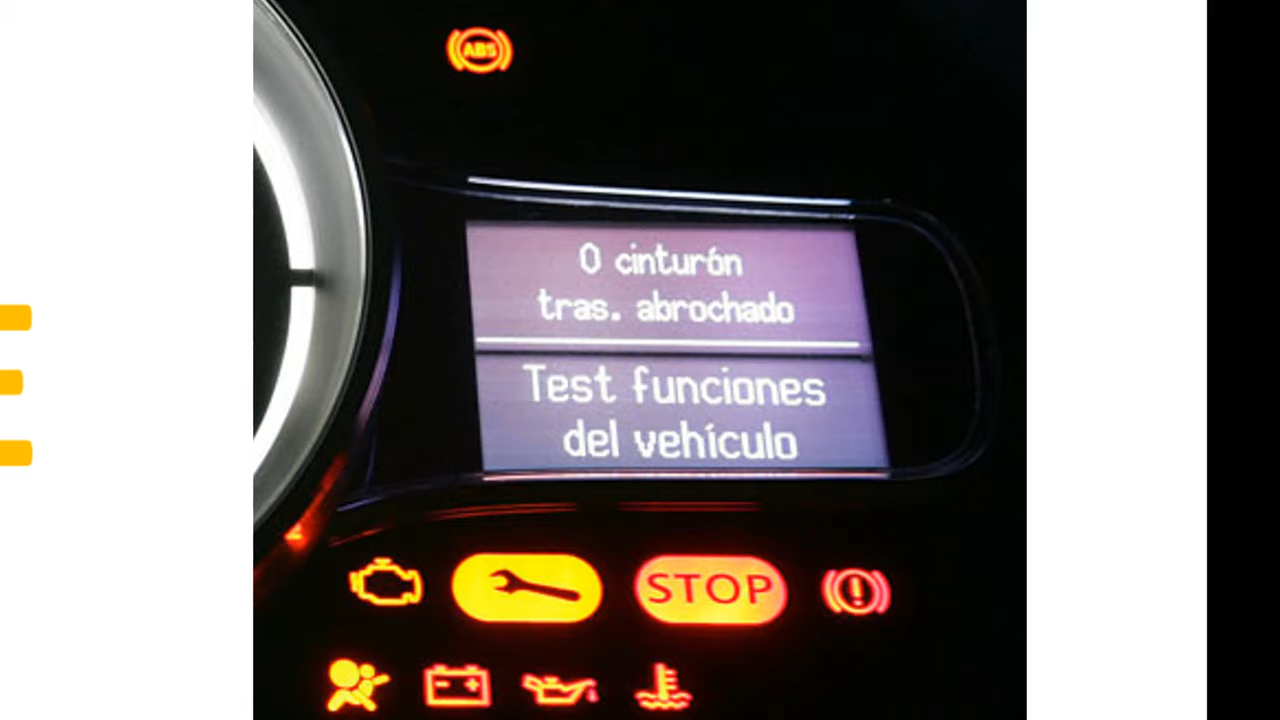 ABS
0 cinturón
tras. abrochado
Test funciones
del vehículo
STOP